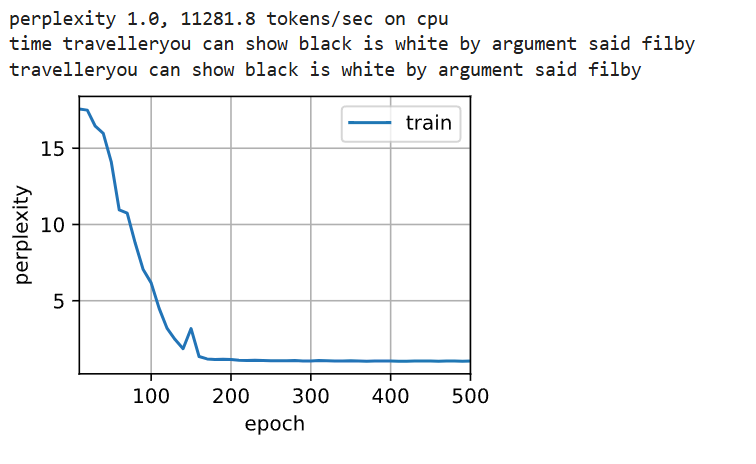 perplexity 1.0, 11281.8 tokens/sec on cpu
time travelleryou can show black is white by argument said filby
travelleryou can show black is white by argument said filby
train
15
10
5
perplexity
100 200 300 400 500
epoch